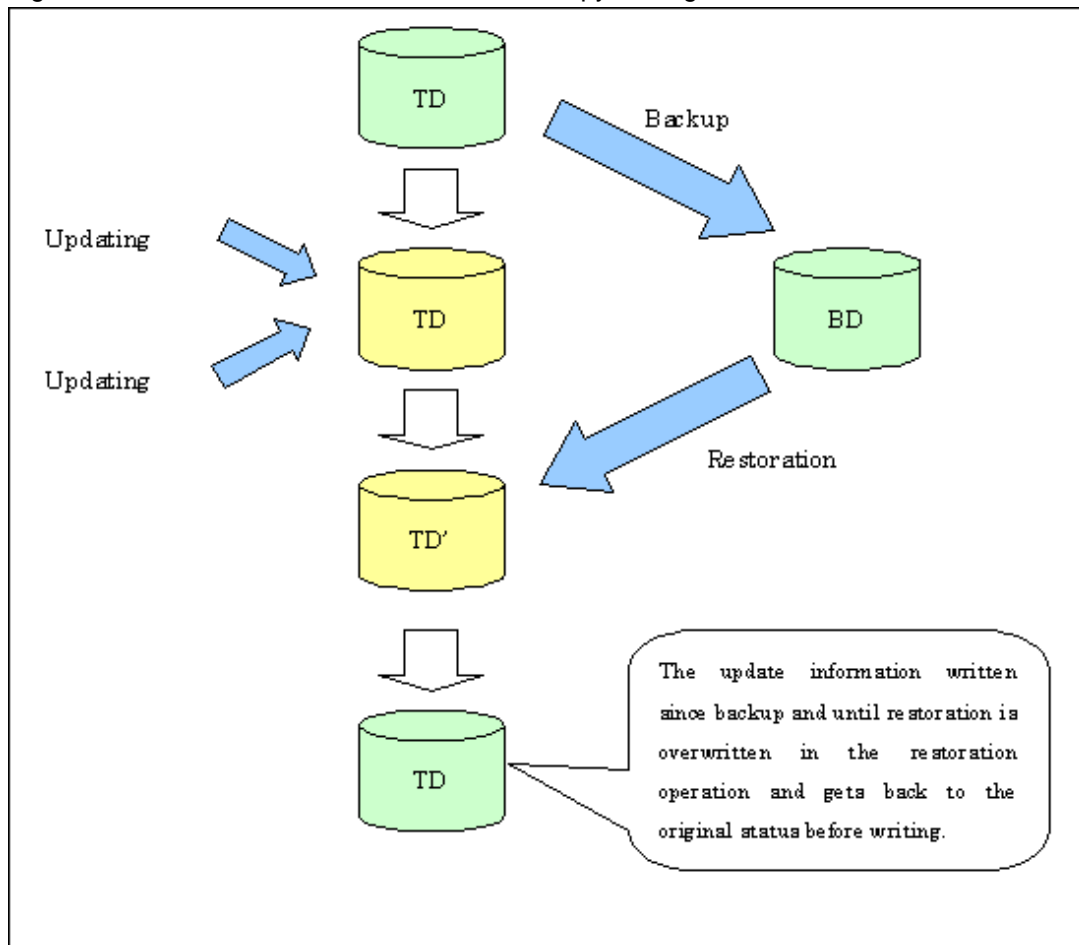 TD
Backup
Updating
TD
BD
Updating
Restoration
TD'
The update information written
since backup and until restoration is
overwritten in the restoration
operation and gets back to the
original status before writing.
TD